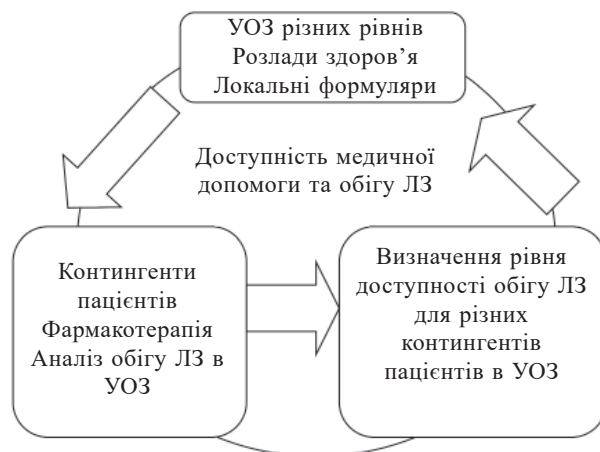 УОЗ різних рівнів
Розлади здоров’я
Локальні формуляри
Доступність медичної
допомоги та обігу ЛЗ
Контингенти
пацієнтів
Фармакотерапія
Аналіз обігу ЛЗ в
УОЗ
Визначення рівня
доступності обігу ЛЗ
для різних
контингентів
пацієнтів в УОЗ